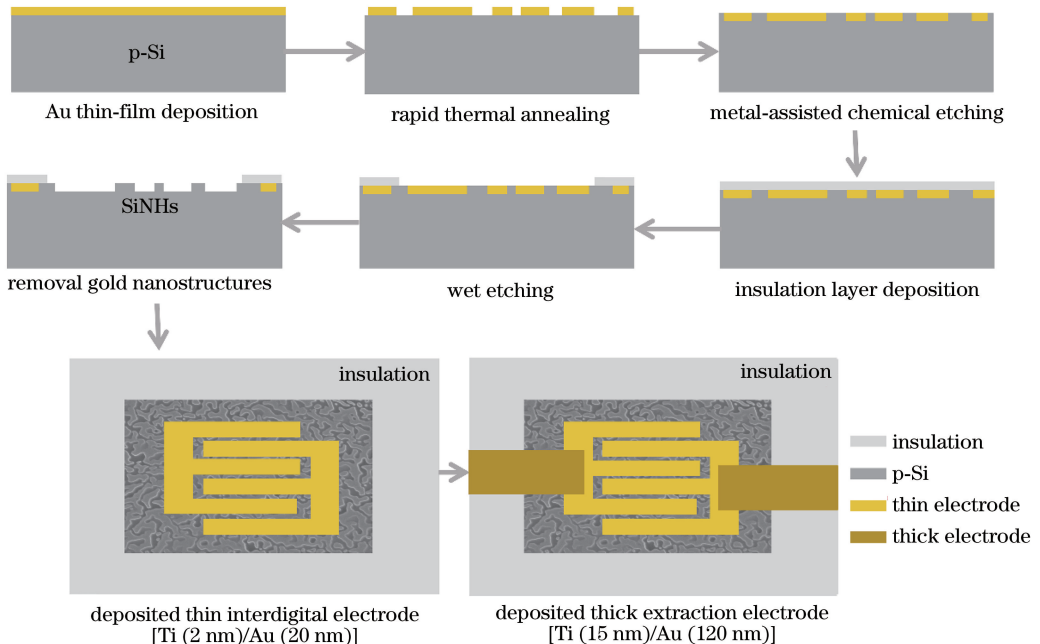 p-Si
Au thin-film deposition
rapid thermal annealing
metal-assisted chemical etching
SiNHs
removal gold nanostructures
wet etching
insulation layer deposition
insulation
deposited thin interdigital electrode
[Ti (2 nm)/Au (20 nm)]
insulation
deposited thick extraction electrode
[Ti (15 nm)/Au (120 nm)]
insulation
p-Si
thin electrode
thick electrode